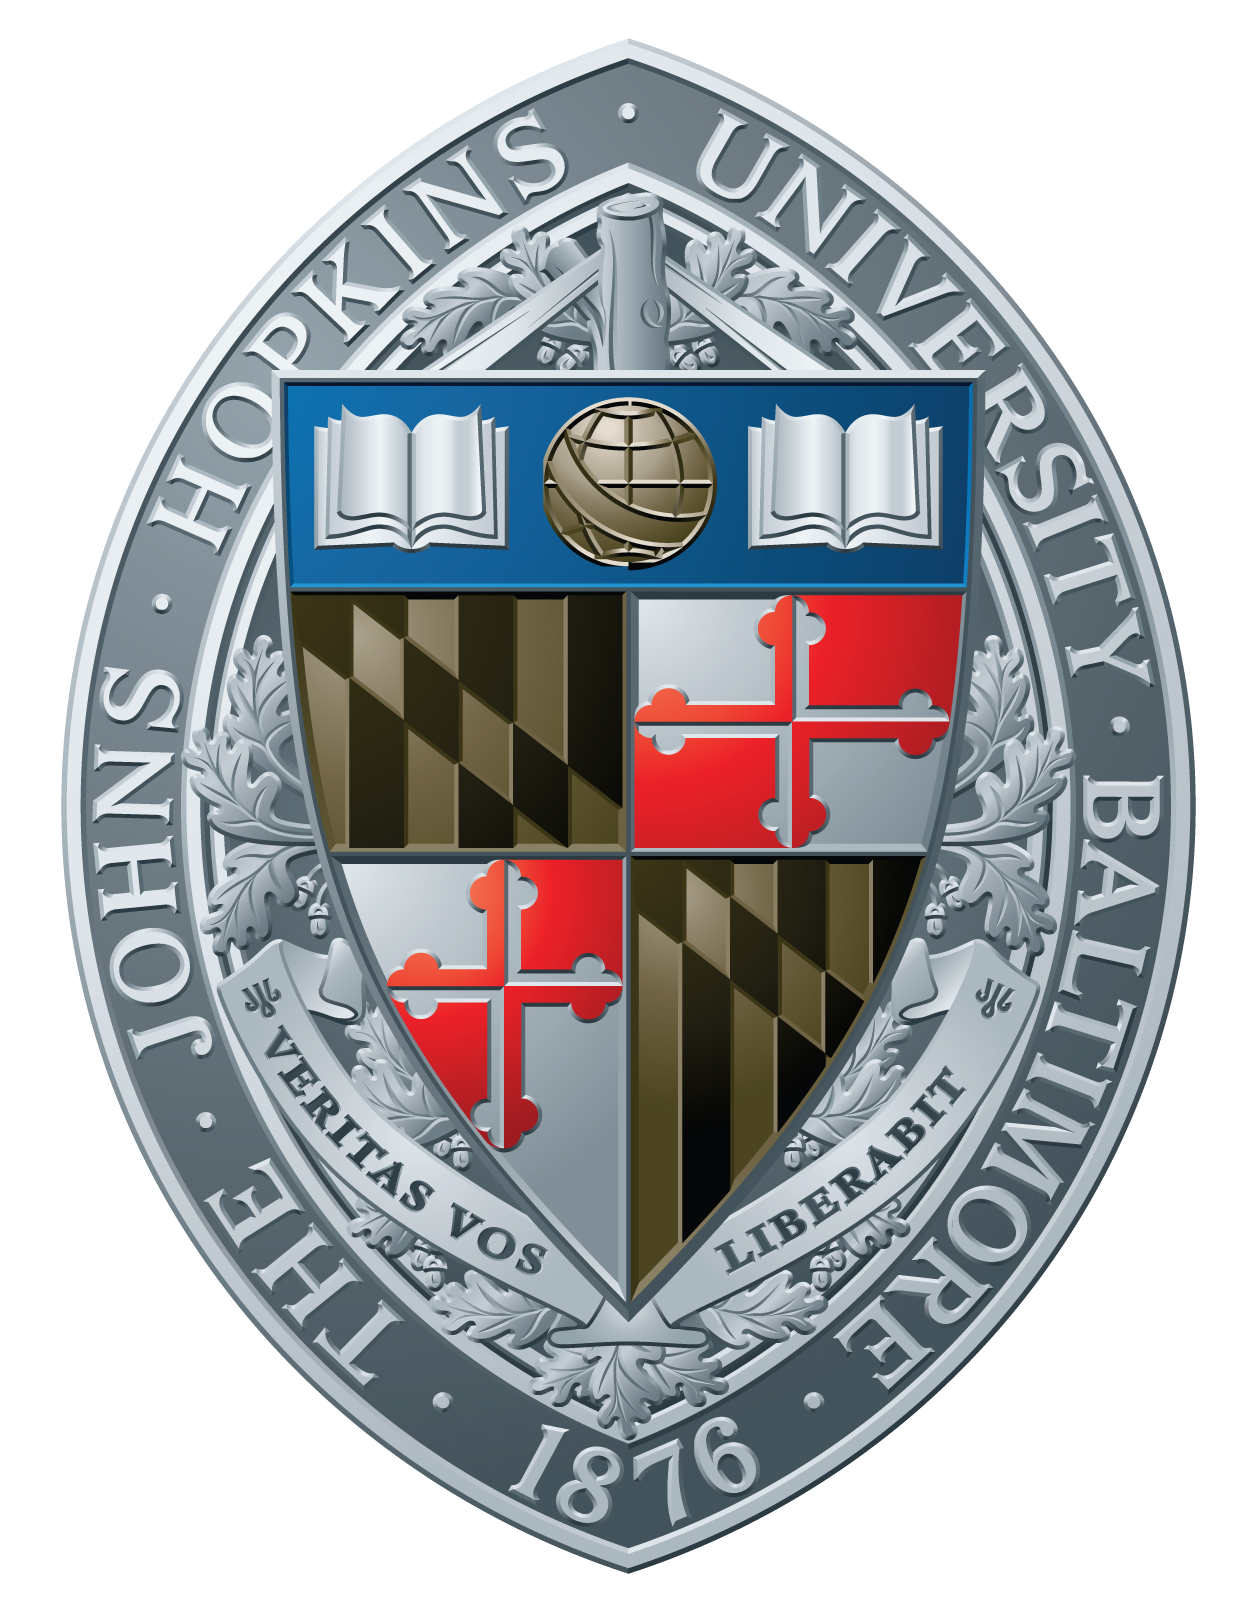 · THE · JOHNS · HOPKINS · UNIVERSITY · BALTIMORE ·
1876
VERITAS VOS
LIBERABIT